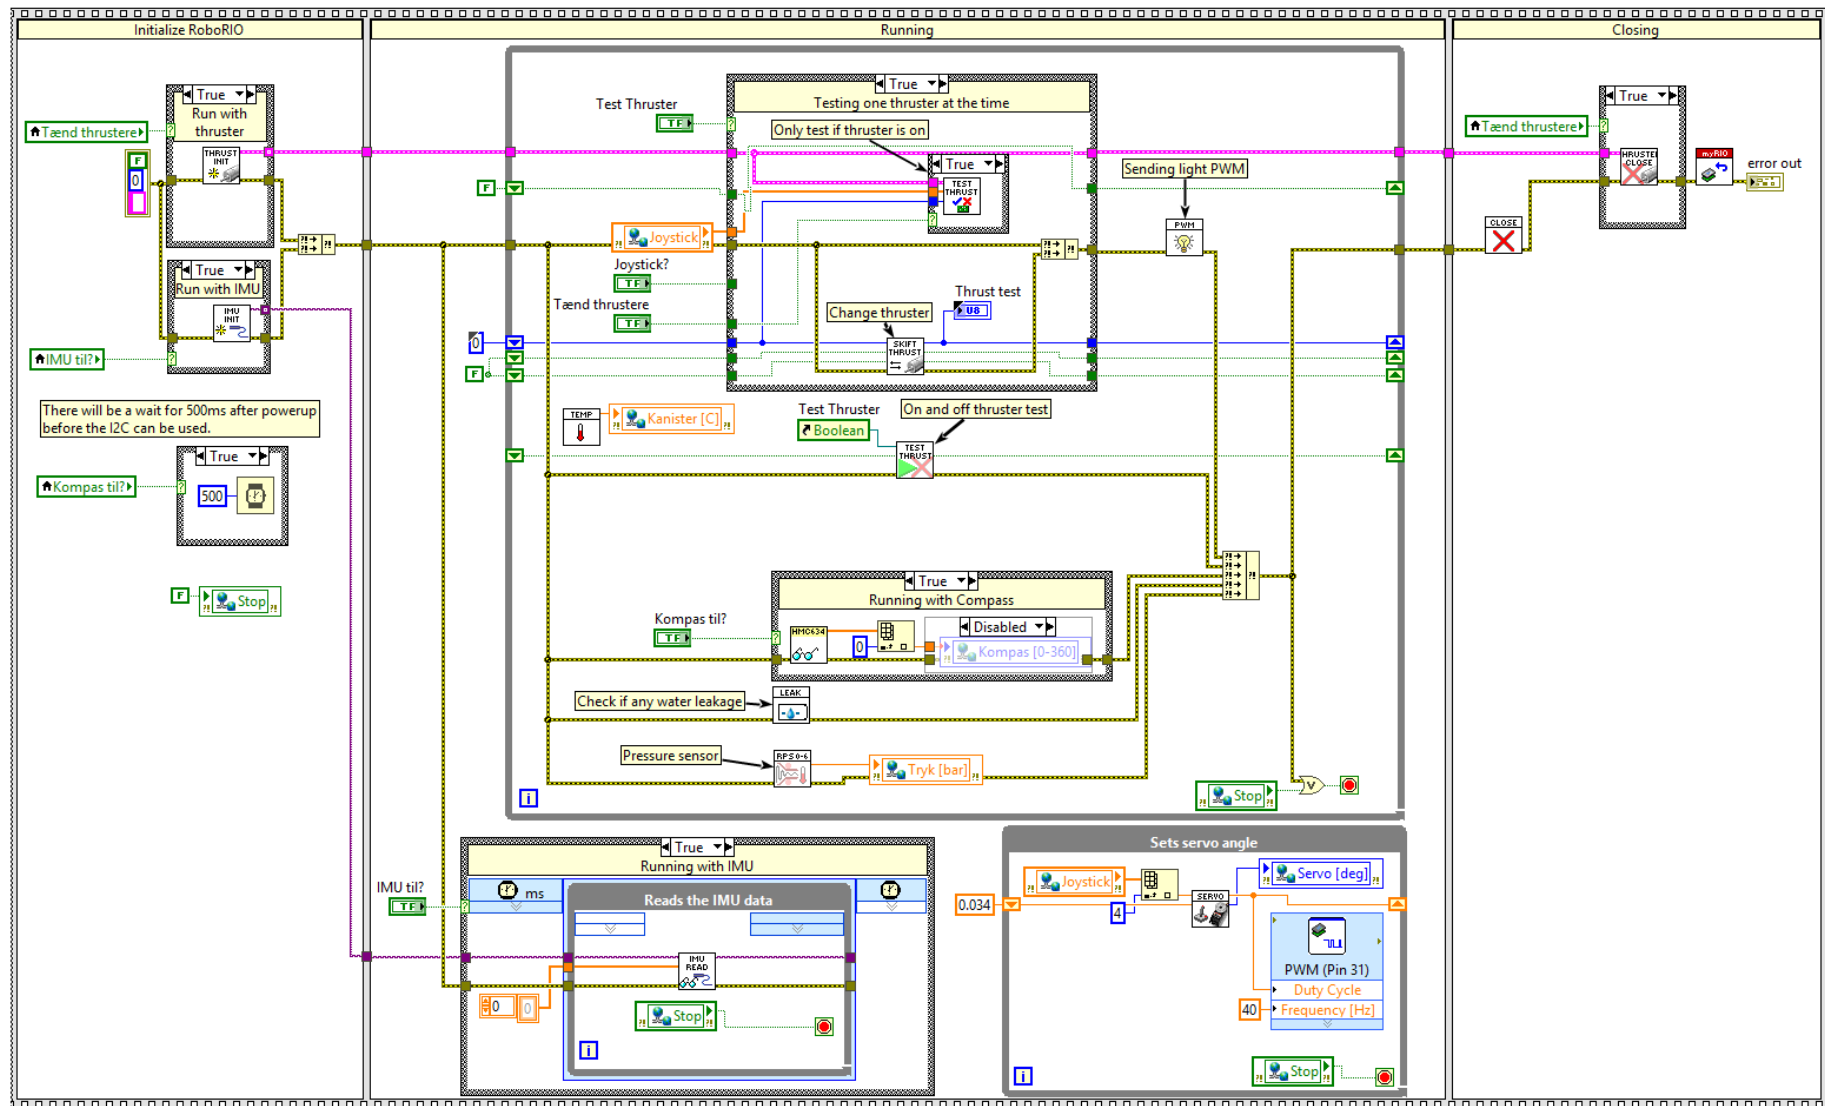 Initialize RoboRIO
Running
Closing
True
Run with
thruster
Tænd thrustere
F
0
THRUST
INIT
True
Run with IMU
IMU
INIT
IMU til?
There will be a wait for 500ms after powerup
before the I2C can be used.
True
Kompas til?
500
F
Stop
True
Testing one thruster at the time
Test Thruster
TF
Only test if thruster is on
True
TEST
THRUST
F
Joystick
Joystick?
TF
Tænd thrustere
TF
Change thruster
Thrust test
U8
0
SKIFT
THRUST
F
Sending light PWM
PWM
TEMP
Kanister [C]
Test Thruster
Boolean
On and off thruster test
TEST
THRUST
True
Running with Compass
Kompas til?
TF
HMC634
0
Disabled
Kompas [0-360]
Check if any water leakage
LEAK
Pressure sensor
RPS 0-6
Tryk [bar]
Stop
V
i
True
Running with IMU
IMU til?
TF
ms
Reads the IMU data
IMU
READ
0
0
Stop
i
Sets servo angle
Joystick
0.034
4
SERVO
Servo [deg]
PWM (Pin 31)
Duty Cycle
40
Frequency [Hz]
Stop
i
True
Tænd thrustere
HRUSTE
CLOSE
myRIO
error out
CLOSE